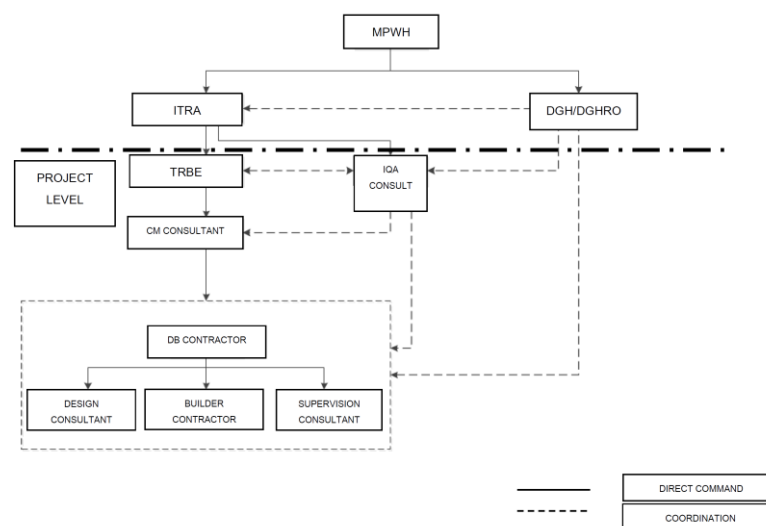 MPWH
ITRA
DGH/DGHRO
PROJECT
LEVEL
TRBE
IQA
CONSULT
CM CONSULTANT
DB CONTRACTOR
DESIGN
CONSULTANT
BUILDER
CONTRACTOR
SUPERVISION
CONSULTANT
DIRECT COMMAND
COORDINATION